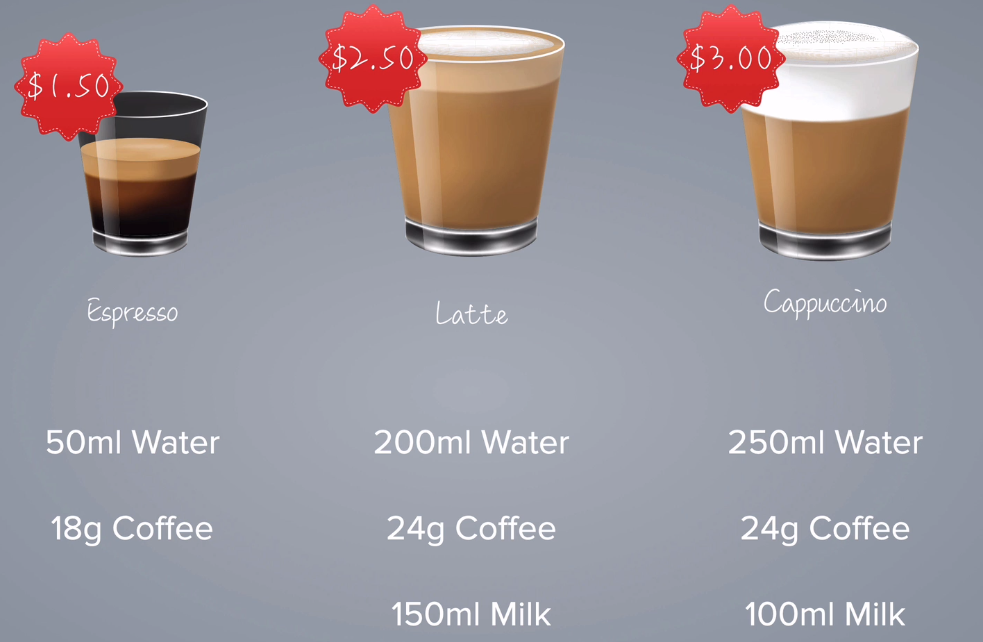 $1.50
$2.50
$3.00
Espresso
Latte
Cappuccino
50ml Water
200ml Water
250ml Water
18g Coffee
24g Coffee
24g Coffee
150ml Milk
100ml Milk